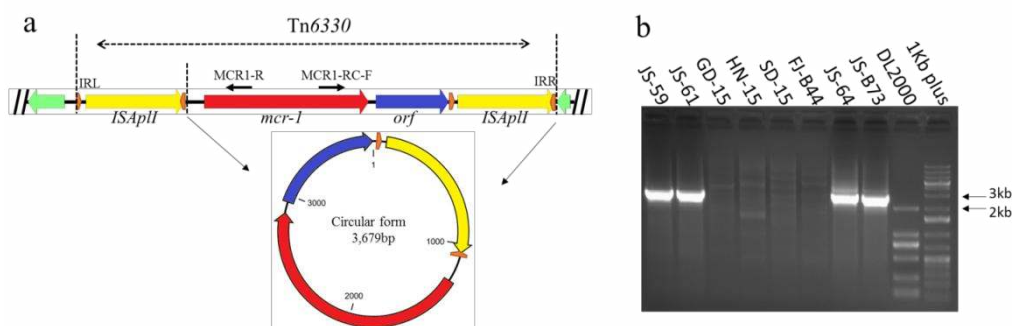 a
Tn6330
IRL
MCR1-R
MCR1-RC-F
IRR
ISAplI
mcr-1
orf
ISAplI
1
3000
Circular form
3,679bp
1000
2000
b
JS-59
JS-61
GD-15
HN-15
SD-15
FJ-B44
JS-64
JS-B73
DL2000
1Kb plus
3kb
2kb